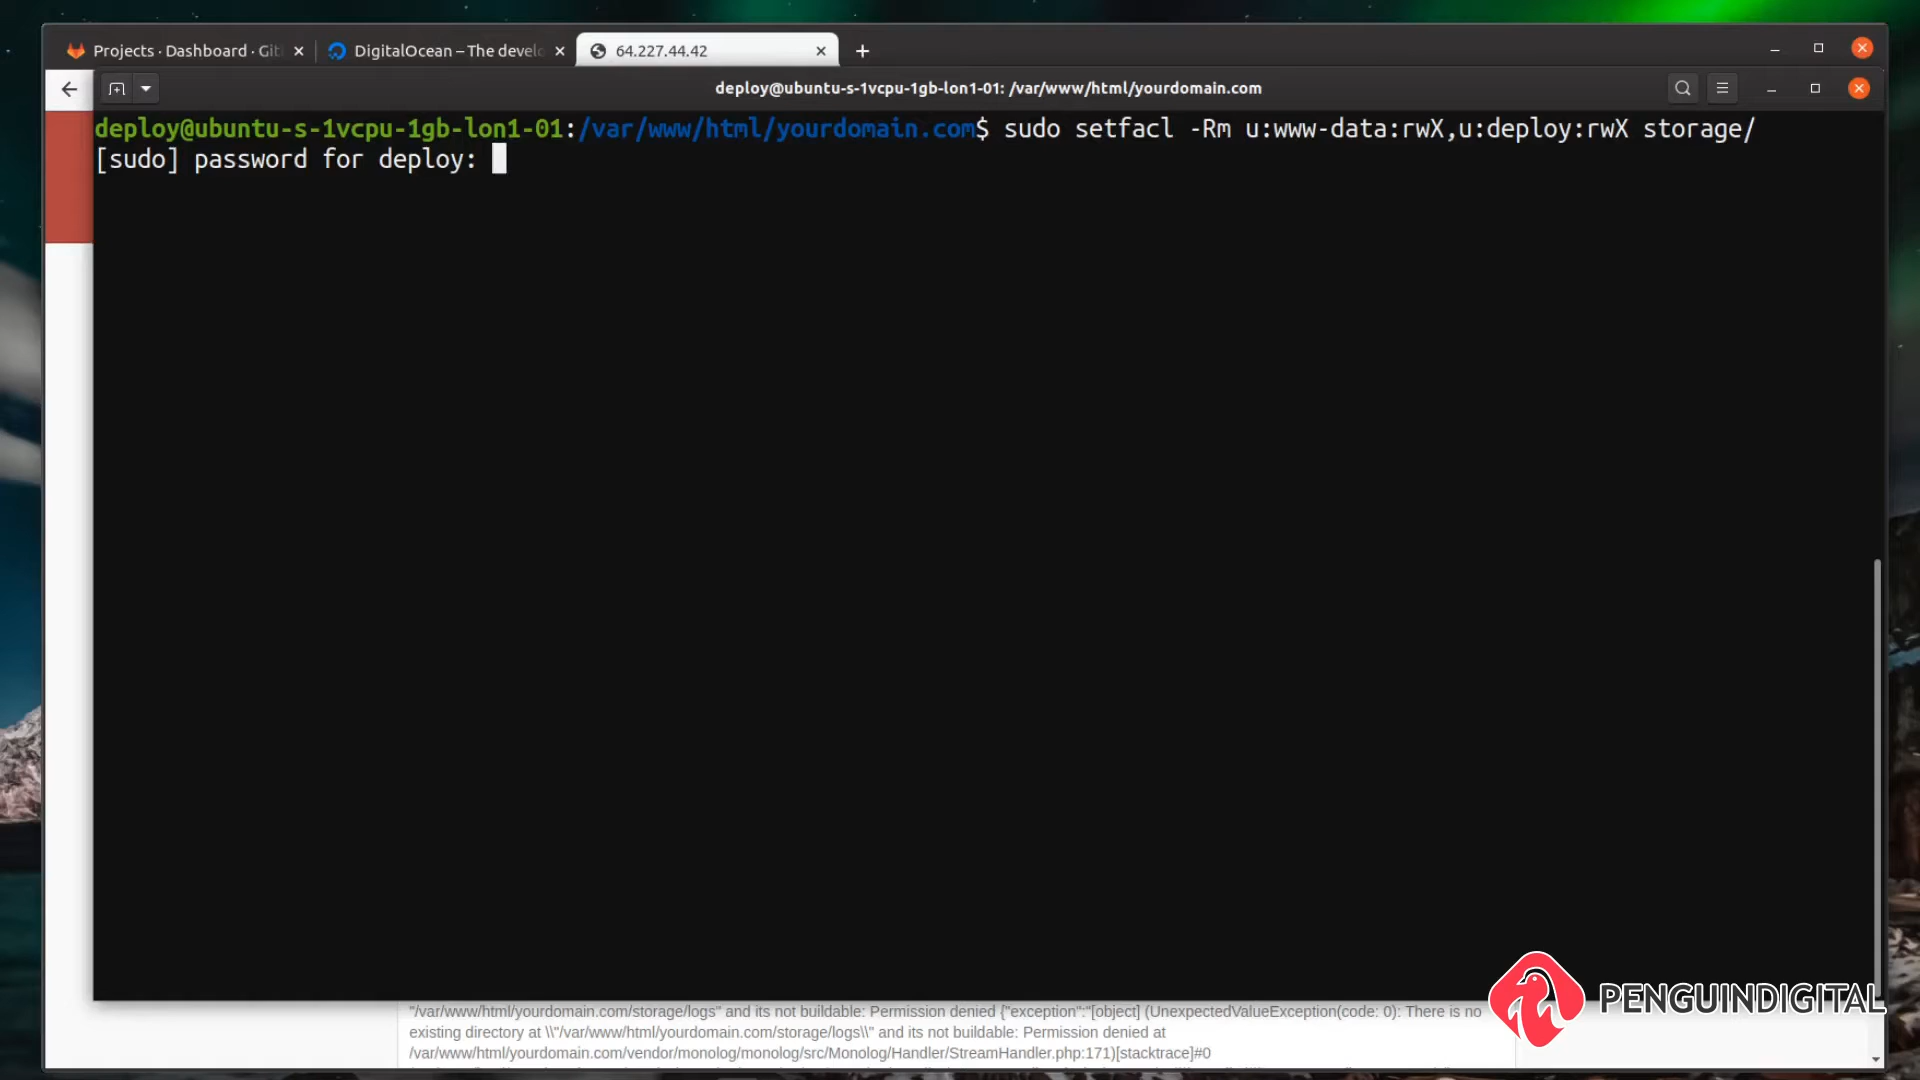 Projects · Dashboard · Git
DigitalOcean – The develo
64.227.44.42
deploy@ubuntu-s-1vcpu-1gb-lon1-01: /var/www/html/yourdomain.com
deploy@ubuntu-s-1vcpu-1gb-lon1-01:/var/www/html/yourdomain.com$ sudo setfacl -Rm u:www-data:rwX,u:deploy:rwX storage/
[sudo] password for deploy:
"/var/www/html/yourdomain.com/storage/logs" and its not buildable: Permission denied {"exception":"[object] (UnexpectedValueException(code: 0): There is no
existing directory at \\"/var/www/html/yourdomain.com/storage/logs\\" and its not buildable: Permission denied at
/var/www/html/yourdomain.com/vendor/monolog/monolog/src/Monolog/Handler/StreamHandler.php:171)[stacktrace]#0
PENGUINDIGITAL